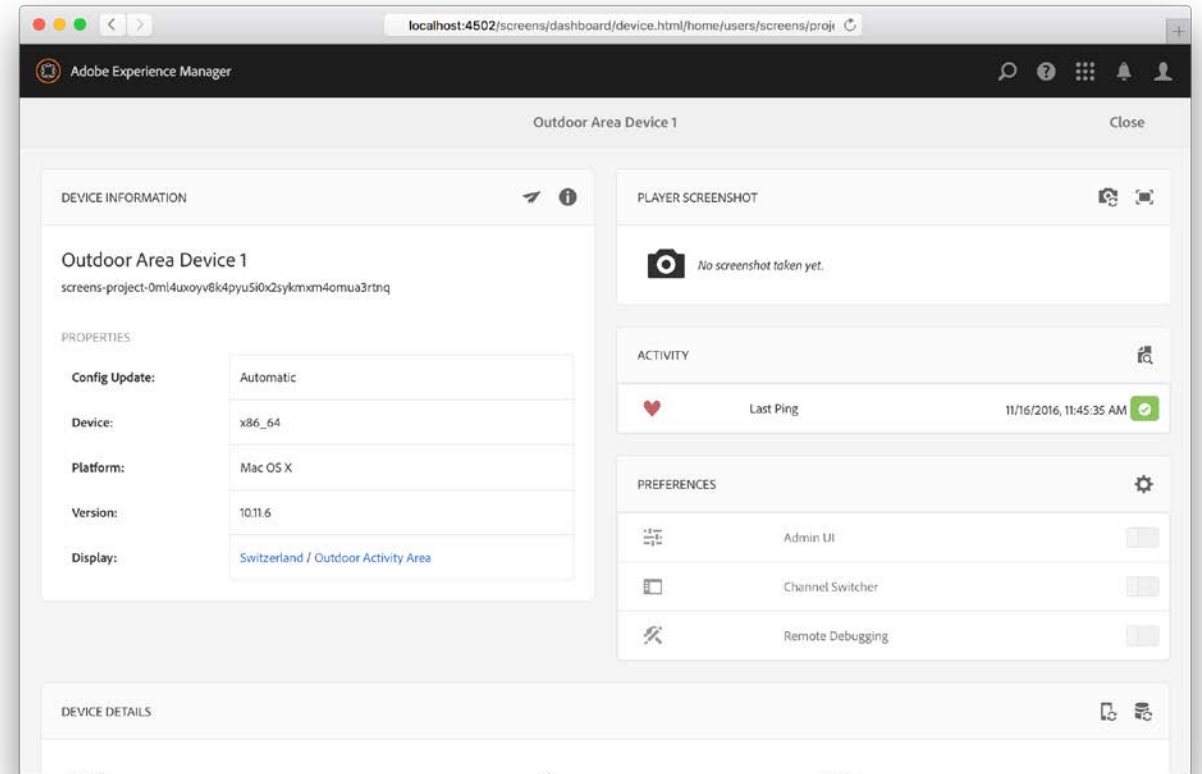 localhost:4502/screens/dashboard/device.html/home/users/screens/proj
Adobe Experience Manager
Outdoor Area Device 1
Close
DEVICE INFORMATION
Outdoor Area Device 1
screens-project-0ml4uxoyv8k4pyu5i0x2sykmxm4omua3rtnq
PROPERTIES
Config Update: Automatic
Device: x86_64
Platform: Mac OS X
Version: 10.11.6
Display: Switzerland / Outdoor Activity Area
PLAYER SCREENSHOT
No screenshot taken yet.
ACTIVITY
Last Ping 11/16/2016, 11:45:35 AM
PREFERENCES
Admin UI
Channel Switcher
Remote Debugging
DEVICE DETAILS